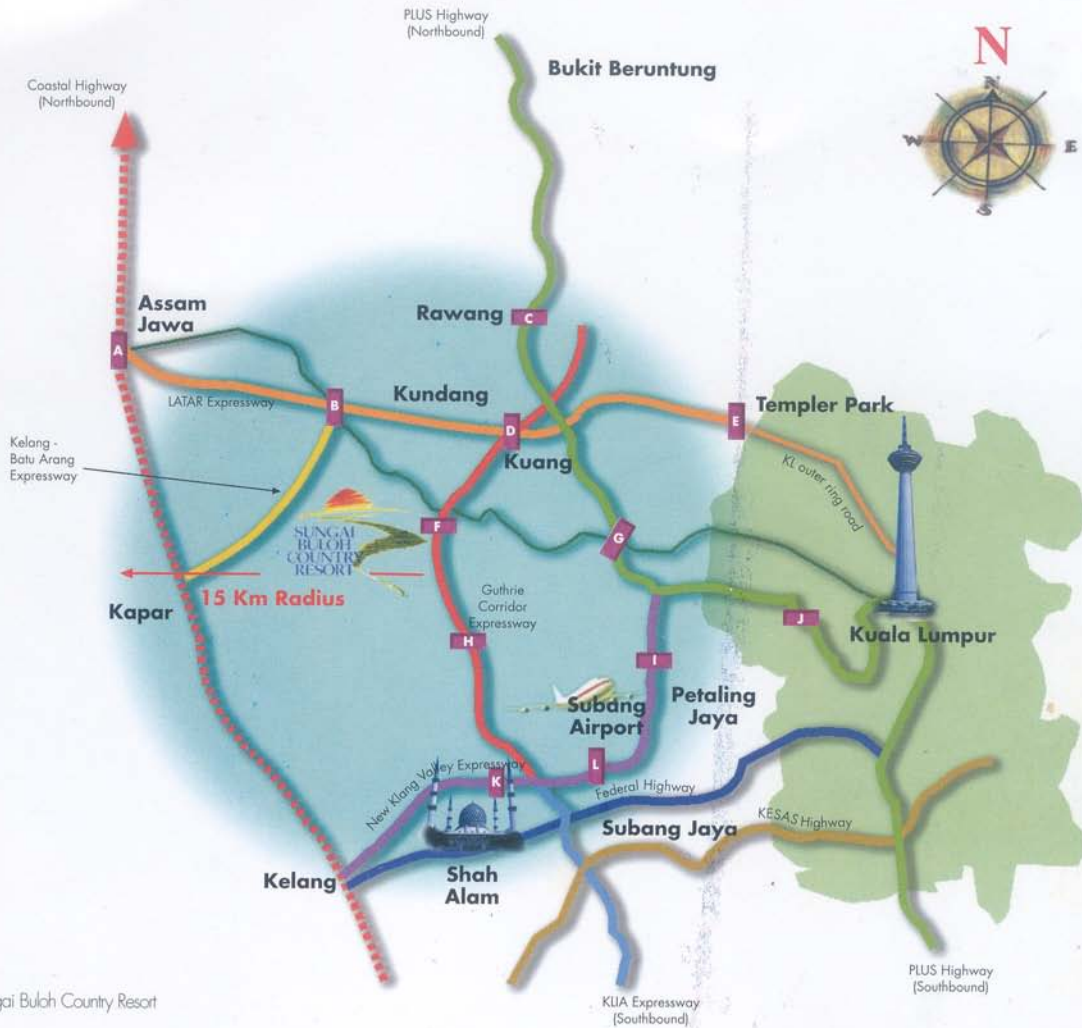 PLUS Highway
(Northbound)
N
Bukit Beruntung
Coastal Highway
(Northbound)
N
W
E
S
Assam
Jawa
Rawang
C
A
LATAR Expressway
B
Kundang
D
Kuang
E
Templer Park
KL outer ring road
Kelang -
Batu Arang
Expressway
SUNGAI
BULOH
COUNTRY
RESORT
F
G
15 Km Radius
Kapar
Guthrie
Corridor
Expressway
H
J
Kuala Lumpur
I
Subang
Airport
Petaling
Jaya
New Klang Valley Expressway
K
L
Federal Highway
Subang Jaya
KESAS Highway
Kelang
Shah
Alam
PLUS Highway
(Southbound)
gai Buloh Country Resort
KLIA Expressway
(Southbound)